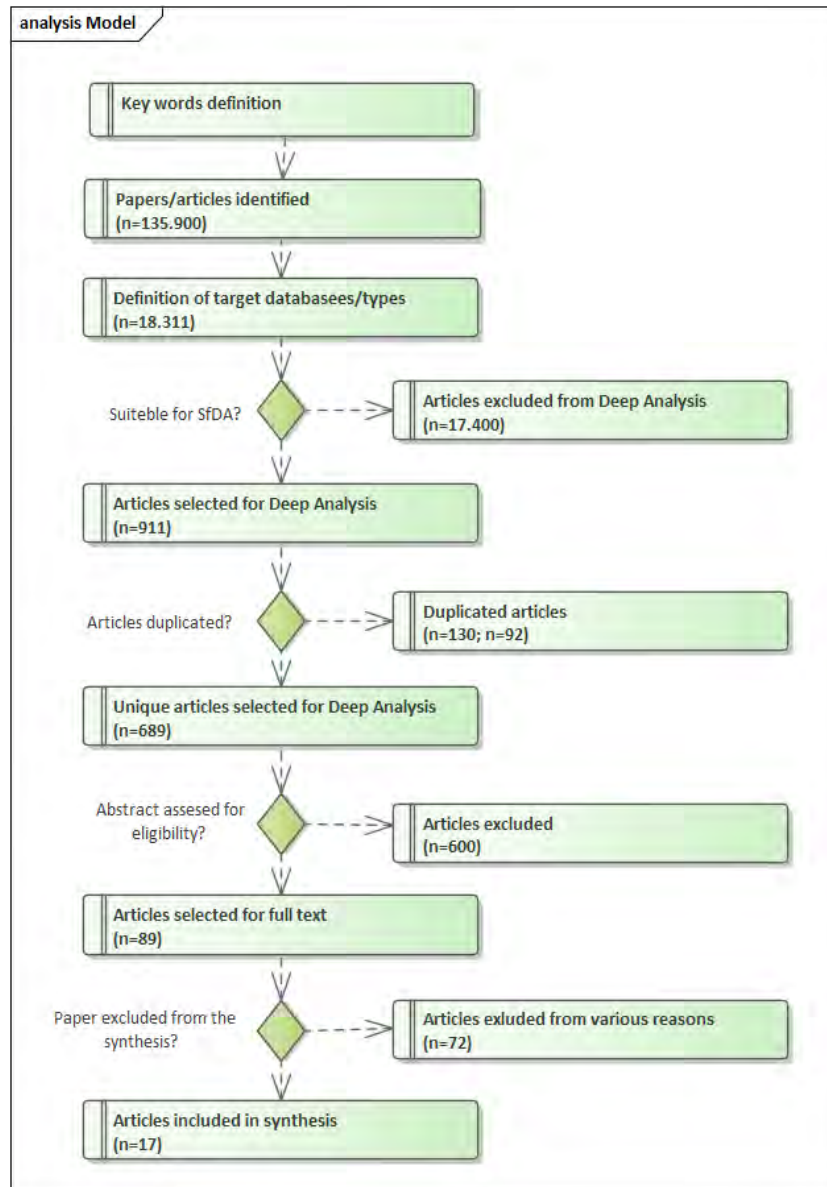 analysis Model
Key words definition
Papers/articles identified
(n=135.900)
Definition of target databasees/types
(n=18.311)
Suiteble for SfDA?
Articles excluded from Deep Analysis
(n=17.400)
Articles selected for Deep Analysis
(n=911)
Articles duplicated?
Duplicated articles
(n=130; n=92)
Unique articles selected for Deep Analysis
(n=689)
Abstract assesed for
eligibility?
Articles excluded
(n=600)
Articles selected for full text
(n=89)
Paper excluded from the
synthesis?
Articles exluded from various reasons
(n=72)
Articles included in synthesis
(n=17)